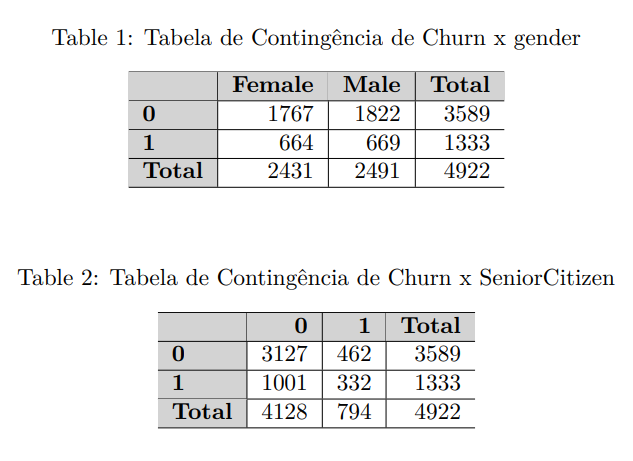 Table 1: Tabela de Contingência de Churn x gender
Female Male Total
0 1767 1822 3589
1 664 669 1333
Total 2431 2491 4922
Table 2: Tabela de Contingência de Churn x SeniorCitizen
0 1 Total
0 3127 462 3589
1 1001 332 1333
Total 4128 794 4922